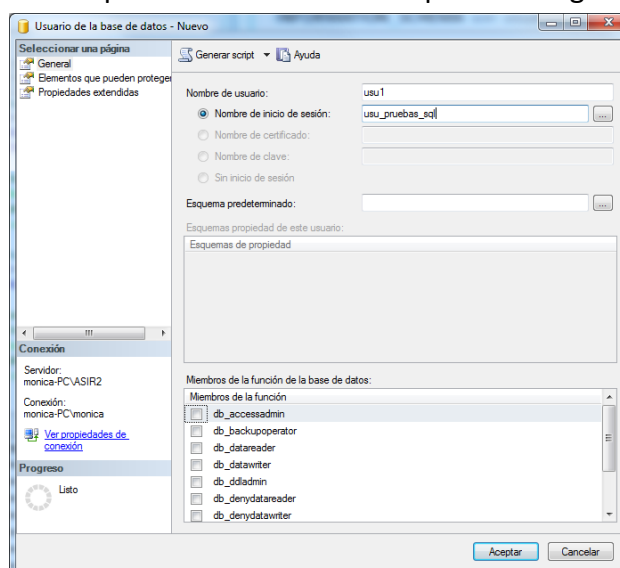 Usuario de la base de datos - Nuevo
Seleccionar una página
General
Elementos que pueden proteger
Propiedades extendidas
Generar script
Ayuda
Nombre de usuario:
usu1
Nombre de inicio de sesión:
usu_pruebas_sql
...
Nombre de certificado:
Nombre de clave:
Sin inicio de sesión
Esquema predeterminado:
...
Esquemas propiedad de este usuario:
Esquemas de propiedad
Conexión
Servidor:
monica-PC\ASIR2
Conexión:
monica-PC\monica
Ver propiedades de
conexión
Progreso
Listo
Miembros de la función de la base de datos:
Miembros de la función
db_accessadmin
db_backupoperator
db_datareader
db_datawriter
db_ddladmin
db_denydatareader
db_denydatawriter
Aceptar
Cancelar